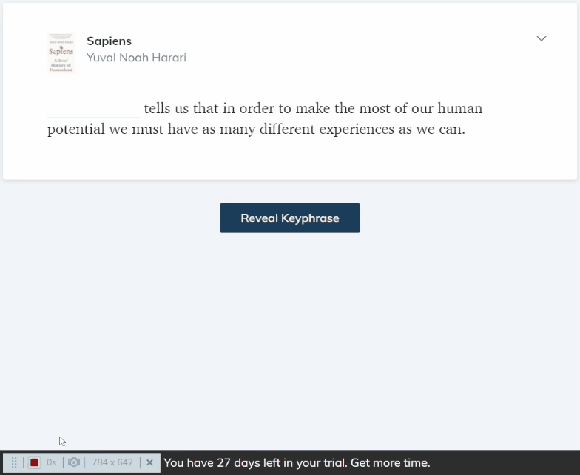 Sapiens
Yuval Noah Harari
Sapiens
tells us that in order to make the most of our human
potential we must have as many different experiences as we can.
Reveal Keyphrase
0s 784 x 647
You have 27 days left in your trial. Get more time.